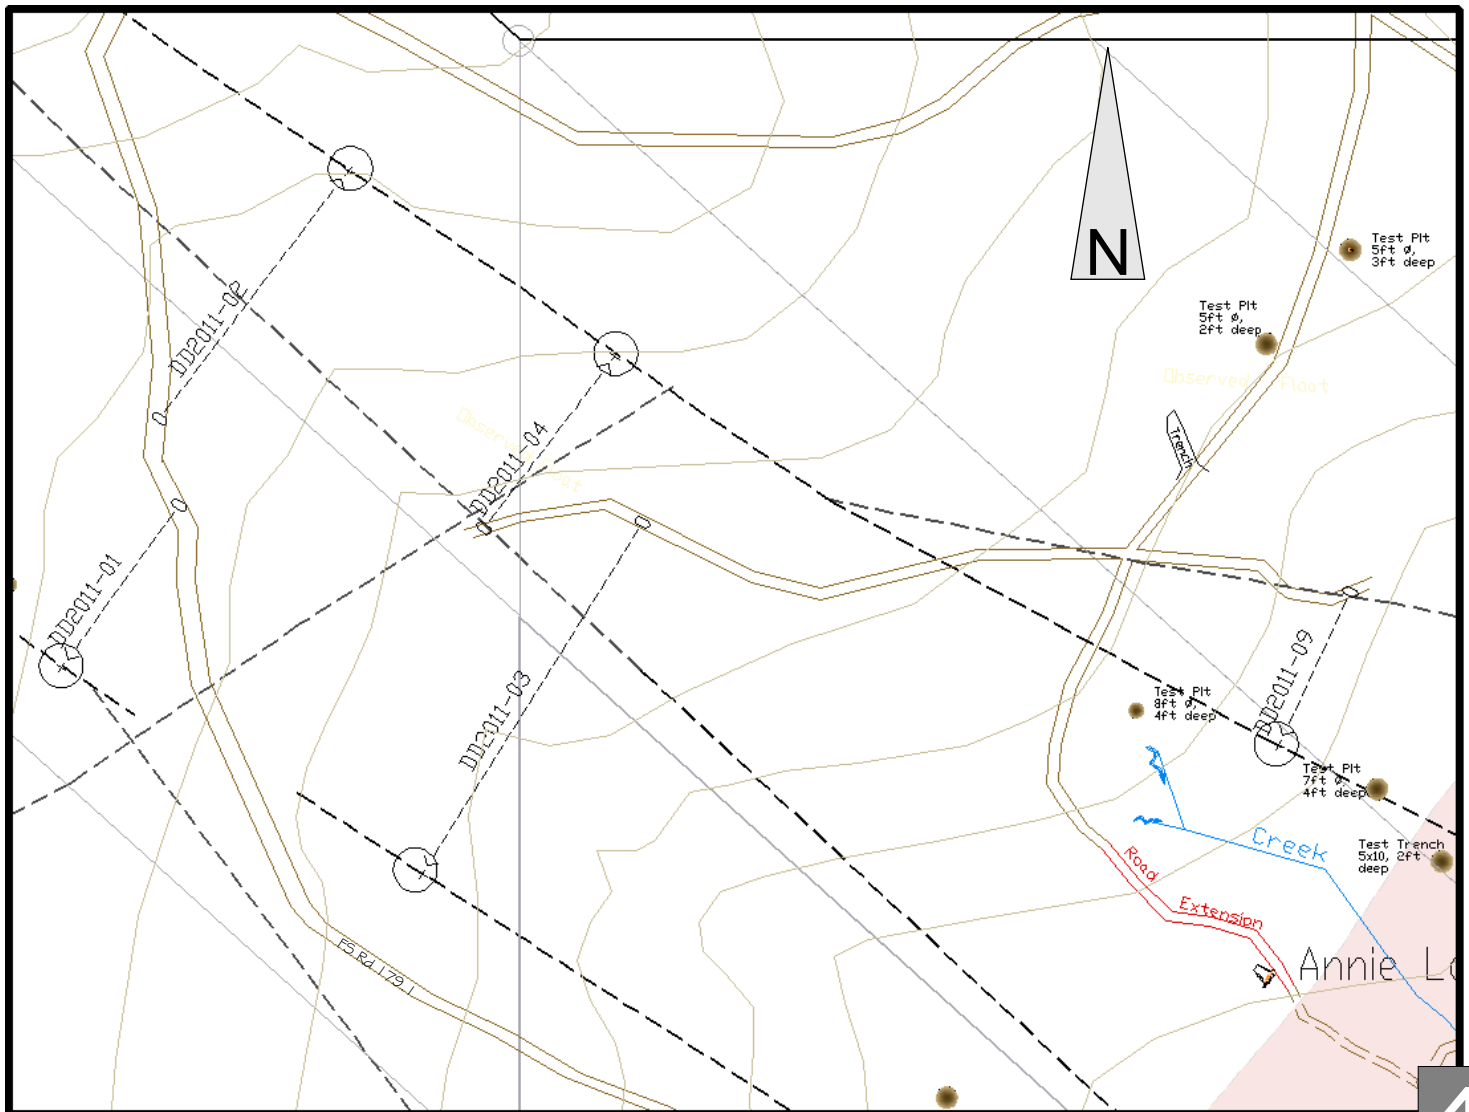 N
Test Pit
5ft ø,
3ft deep
Test Pit
5ft ø,
2ft deep
DD2011-02
Observed Float
DD2011-04
Trench
DD2011-01
DD2011-03
DD2011-09
Test Pit
8ft ø,
4ft deep
Test Pit
7ft ø,
4ft deep
Creek
Test Trench
5x10, 2ft
deep
Road
Extension
FS Rd 179.1
Annie